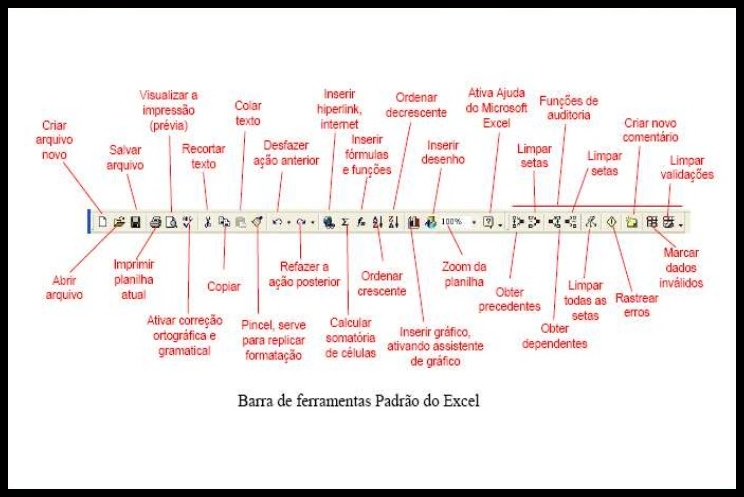 Visualizar a
impressão
(prévia)
Colar
texto
Inserir
hiperlink,
internet
Ordenar
decrescente
Ativa Ajuda
do Microsoft
Excel
Funções de
auditoria
Criar
arquivo
novo
Salvar
arquivo
Recortar
texto
Desfazer
ação anterior
Inserir
fórmulas
e funções
Inserir
desenho
Limpar
setas
Limpar
setas
Criar novo
comentário
Limpar
validações
100%
Abrir
arquivo
Imprimir
planilha
atual
Copiar
Refazer a
ação posterior
Ordenar
crescente
Zoom da
planilha
Obter
precedentes
Limpar
todas as
setas
Rastrear
erros
Marcar
dados
inválidos
Ativar correção
ortográfica e
gramatical
Pincel, serve
para replicar
formatação
Calcular
somatória
de células
Inserir gráfico,
ativando assistente
de gráfico
Obter
dependentes
Barra de ferramentas Padrão do Excel